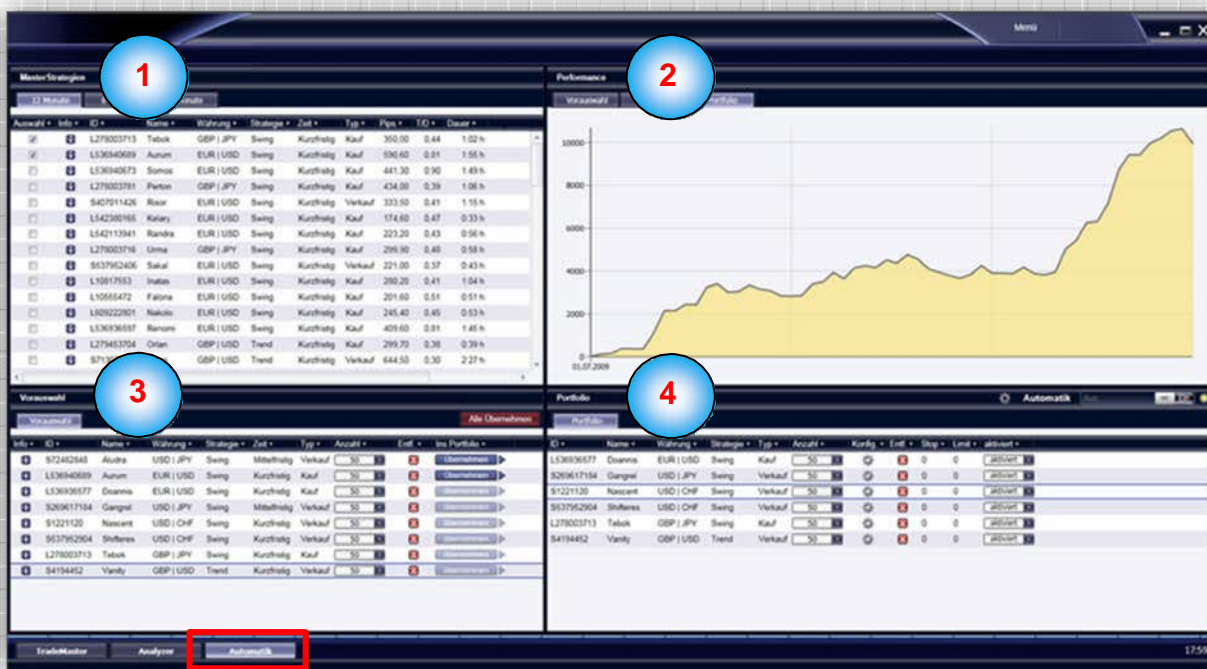 Menü
1
2
MasterStrategien
Performance
12 Monate
Vorauswahl
Portfolio
Auswahl Info ID Name Währung Strategie Zeit Typ Pips T/D Dauer
L278003713 Tebok GBP | JPY Swing Kurzfristig Kauf 350,00 0,44 1:02 h
L536940689 Aurum EUR | USD Swing Kurzfristig Kauf 590,60 0,81 1:55 h
L536940673 Somos EUR | USD Swing Kurzfristig Kauf 441,30 0,90 1:49 h
L278003781 Perton GBP | JPY Swing Kurzfristig Kauf 434,00 0,39 1:06 h
S407011426 Risor EUR | USD Swing Kurzfristig Verkauf 333,50 0,41 1:15 h
L542380165 Kelary EUR | USD Swing Kurzfristig Kauf 174,60 0,47 0:33 h
L542113941 Randra EUR | USD Swing Kurzfristig Kauf 223,20 0,43 0:56 h
L278003716 Urma GBP | JPY Swing Kurzfristig Kauf 299,90 0,48 0:58 h
S537952406 Sakal EUR | USD Swing Kurzfristig Verkauf 221,00 0,37 0:43 h
L10817553 Inatas EUR | USD Swing Kurzfristig Kauf 280,20 0,41 1:04 h
L10555472 Falona EUR | USD Swing Kurzfristig Kauf 201,60 0,51 0:51 h
L609222801 Nakolo EUR | USD Swing Kurzfristig Kauf 245,40 0,45 0:53 h
L536936597 Renomi EUR | USD Swing Kurzfristig Kauf 409,60 0,81 1:45 h
L279453704 Orlan GBP | USD Trend Kurzfristig Kauf 299,70 0,38 0:39 h
GBP | USD Trend Kurzfristig Verkauf 644,50 0,30 2:27 h
10000
8000
6000
4000
2000
0
01.07.2009
3
4
Vorauswahl
Portfolio
Automatik
Aus
Vorauswahl
Alle Übernehmen
Portfolio
Info ID Name Währung Strategie Zeit Typ Anzahl Entf. Ins Portfolio
S72482848 Aludra USD | JPY Swing Mittelfristig Verkauf 50 Übernehmen
L536940689 Aurum EUR | USD Swing Kurzfristig Kauf 50 Übernehmen
L536936577 Doannis EUR | USD Swing Kurzfristig Kauf 50 Übernehmen
S269617184 Gangrel USD | JPY Swing Mittelfristig Verkauf 50 Übernehmen
S1221120 Nascent USD | CHF Swing Kurzfristig Verkauf 50 Übernehmen
S637952904 Shifteres USD | CHF Swing Kurzfristig Verkauf 50 Übernehmen
L278003713 Tebok GBP | JPY Swing Kurzfristig Kauf 50 Übernehmen
S4194452 Vanity GBP | USD Trend Kurzfristig Verkauf 50 Übernehmen
ID Name Währung Strategie Typ Anzahl Konfig Entf. Stop Limit aktiviert
L536936577 Doannis EUR | USD Swing Kauf 50 0 0 aktiviert
S269617184 Gangrel USD | JPY Swing Verkauf 50 0 0 aktiviert
S1221120 Nascent USD | CHF Swing Verkauf 50 0 0 aktiviert
S637952904 Shifteres USD | CHF Swing Verkauf 50 0 0 aktiviert
L278003713 Tebok GBP | JPY Swing Kauf 50 0 0 aktiviert
S4194452 Vanity GBP | USD Trend Verkauf 50 0 0 aktiviert
TradeMaster
Analyzer
Automatik
17:59